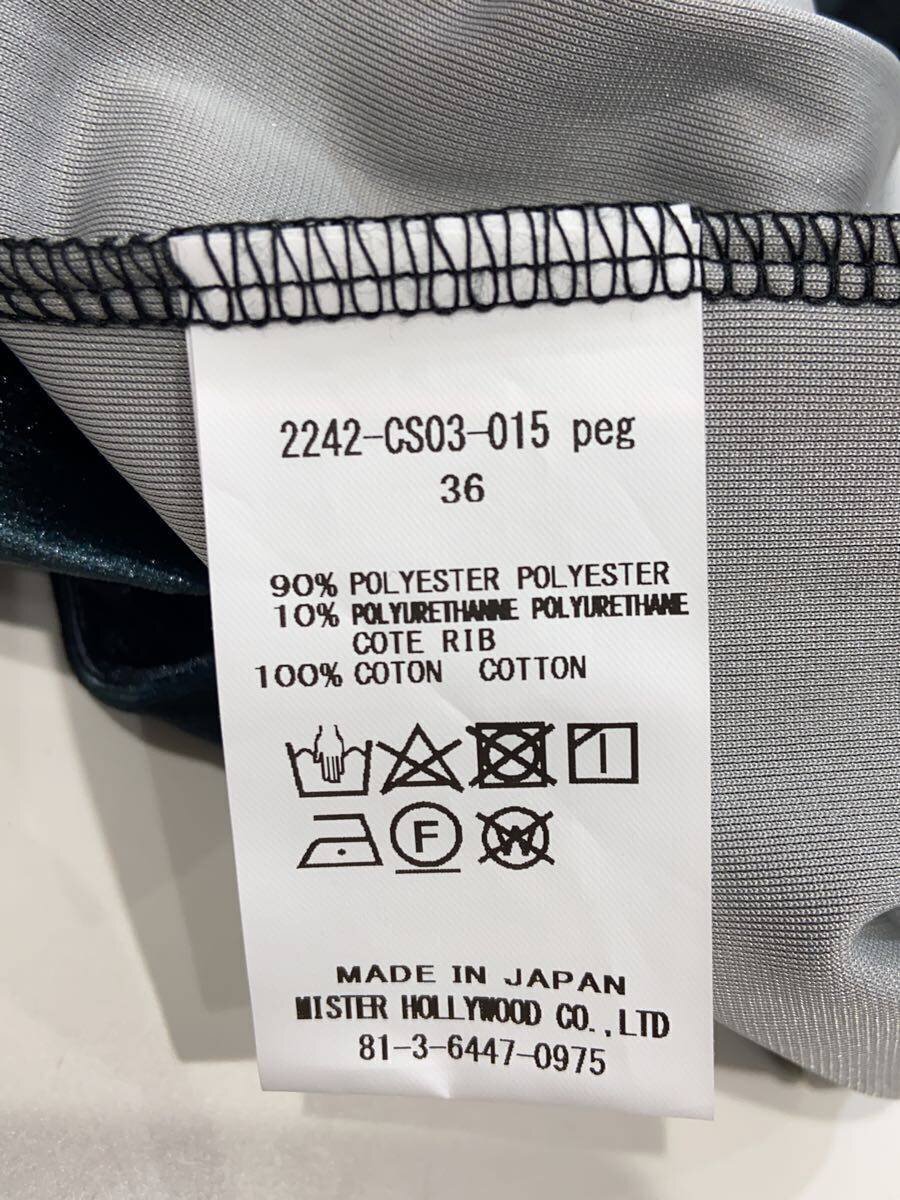 2242-CS03-015 peg
36
90% POLYESTER POLYESTER
10% POLYURETHANNE POLYURETHANE
COTE RIB
100% COTON COTTON
F
W
MADE IN JAPAN
MISTER HOLLYWOOD CO.,LTD
81-3-6447-0975